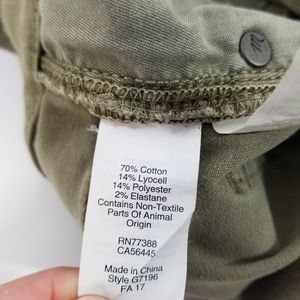 70% Cotton
14% Lyocell
14% Polyester
2% Elastane
Contains Non-Textile
Parts Of Animal
Origin
RN77388
CA56445
Made in China
Style G7196
FA 17